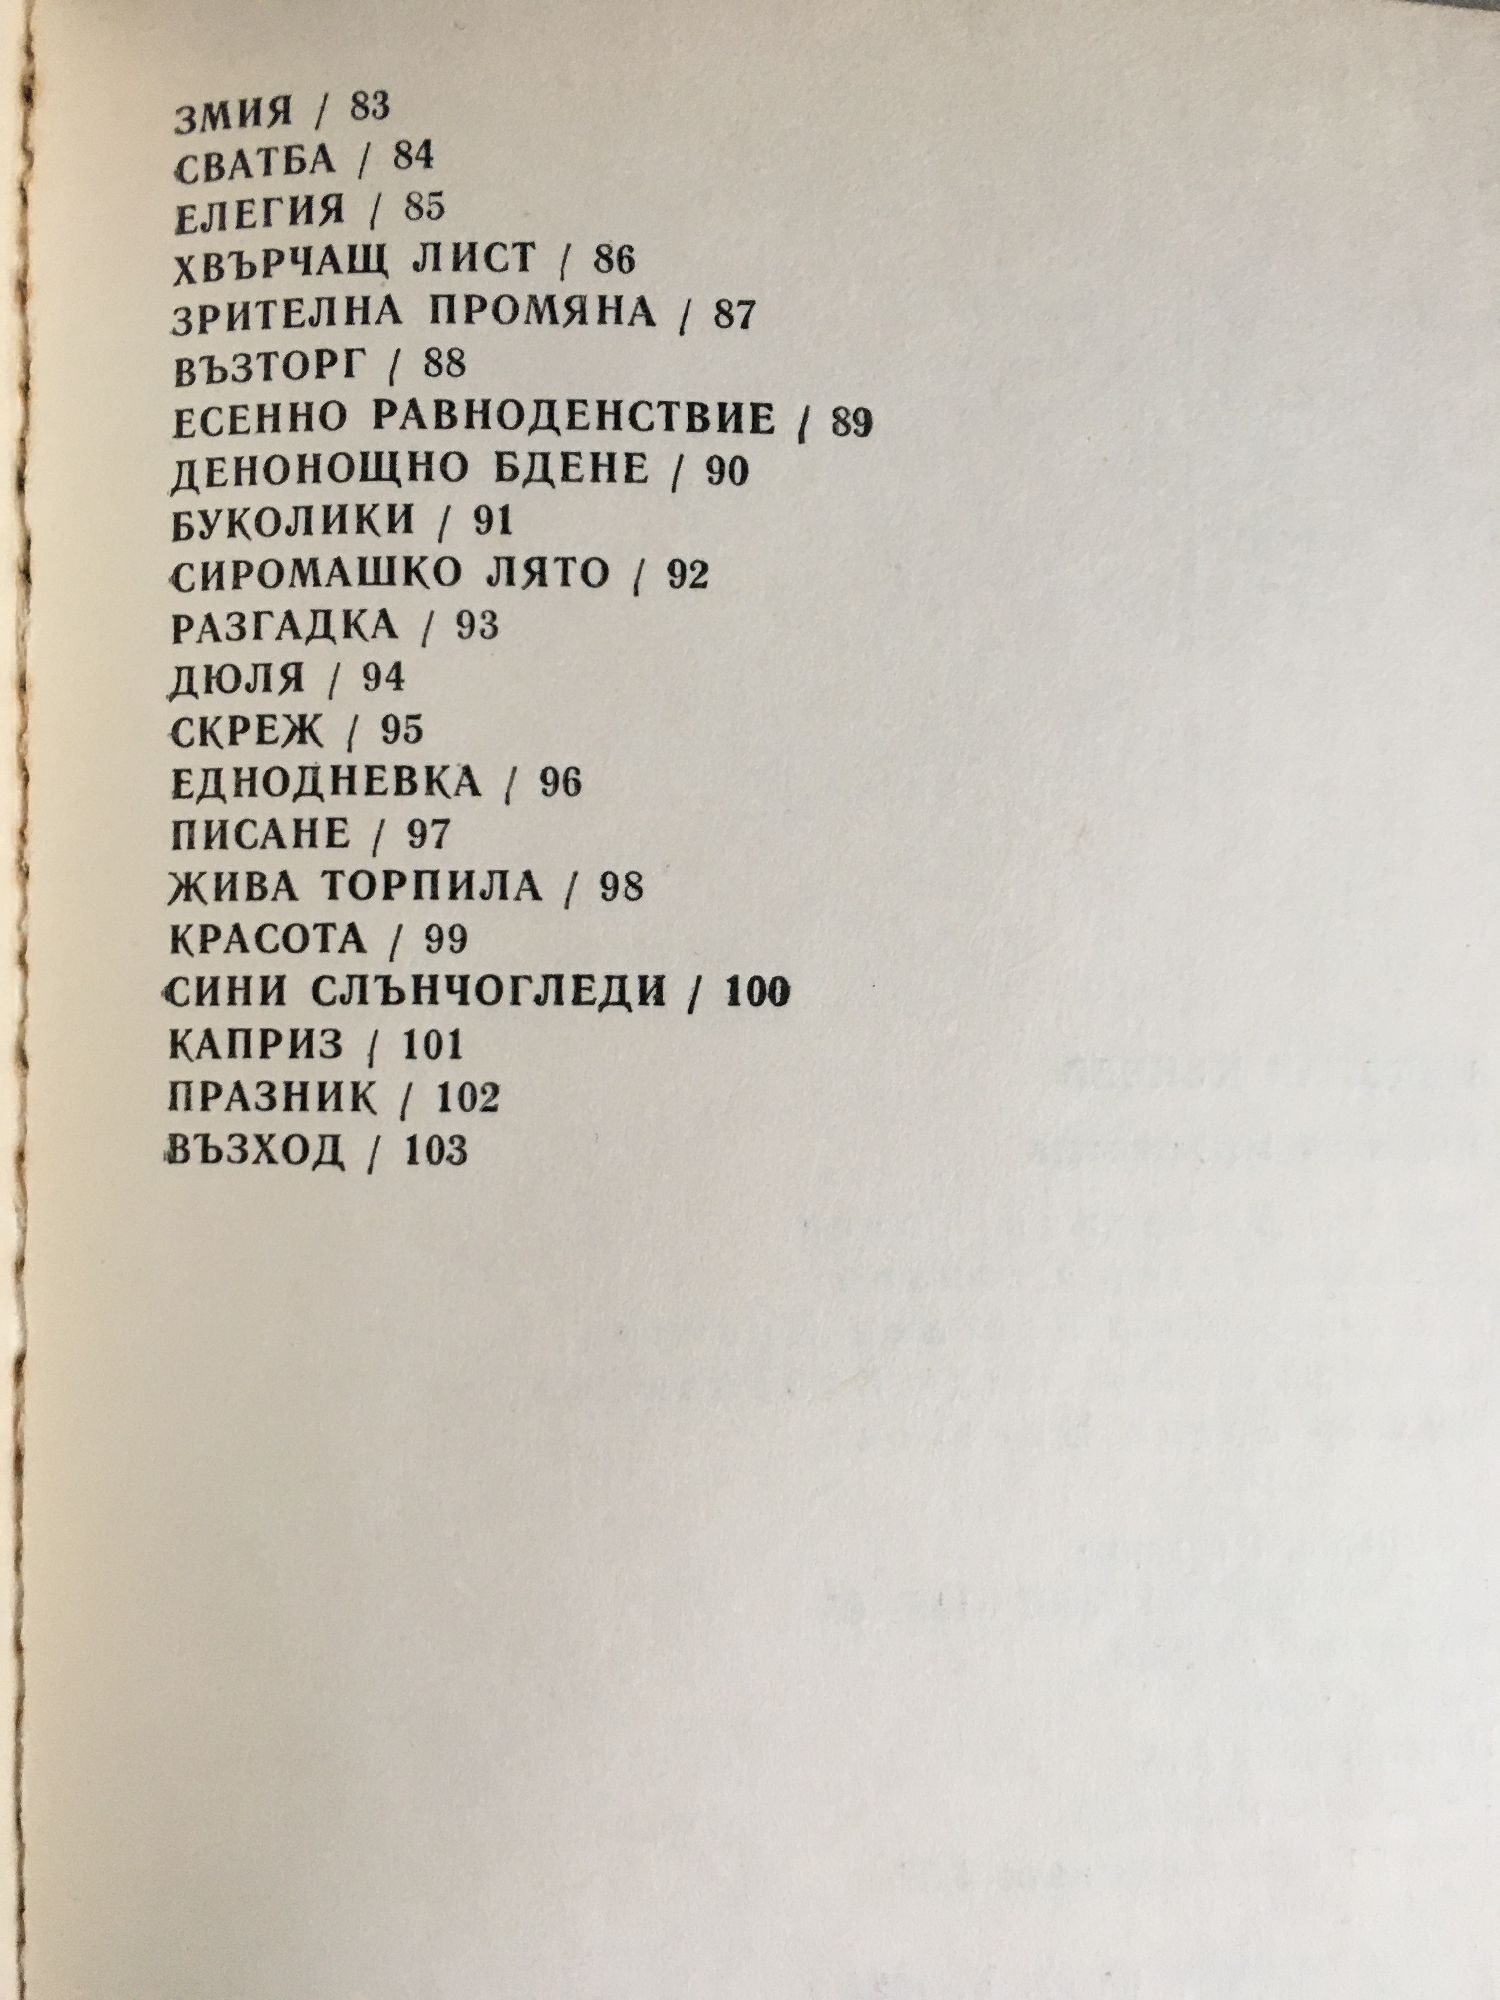 ЗМИЯ / 83
СВАТБА / 84
ЕЛЕГИЯ / 85
ХВЪРЧАЩ ЛИСТ / 86
ЗРИТЕЛНА ПРОМЯНА / 87
ВЪЗТОРГ / 88
ЕСЕННО РАВНОДЕНСТВИЕ / 89
ДЕНОНОЩНО БДЕНЕ / 90
БУКОЛИКИ / 91
СИРОМАШКО ЛЯТО / 92
РАЗГАДКА / 93
ДЮЛЯ / 94
СКРЕЖ / 95
ЕДНОДНЕВКА / 96
ПИСАНЕ / 97
ЖИВА ТОРПИЛА / 98
КРАСОТА / 99
СИНИ СЛЪНЧОГЛЕДИ / 100
КАПРИЗ / 101
ПРАЗНИК / 102
ВЪЗХОД / 103